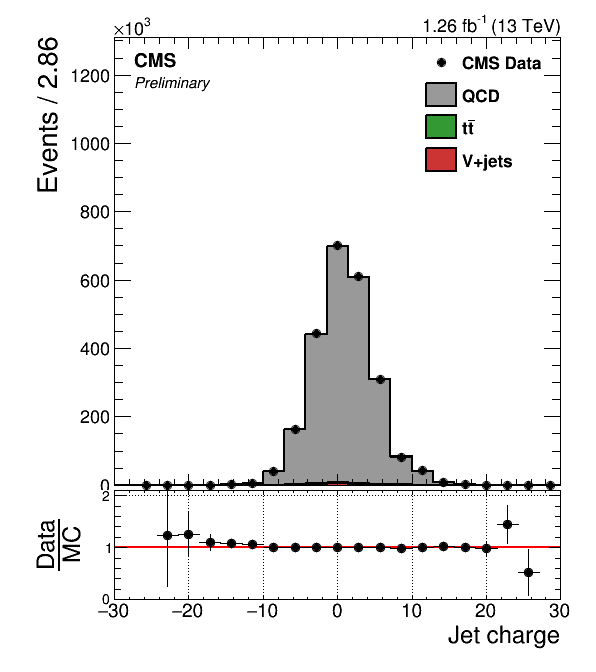 ×10³
1.26 fb⁻¹ (13 TeV)
Events / 2.86
CMS
Preliminary
CMS Data
QCD
tt̄
V+jets
1200
1000
800
600
400
200
0
Data
MC
2
1
0
−30 −20 −10 0 10 20 30
Jet charge